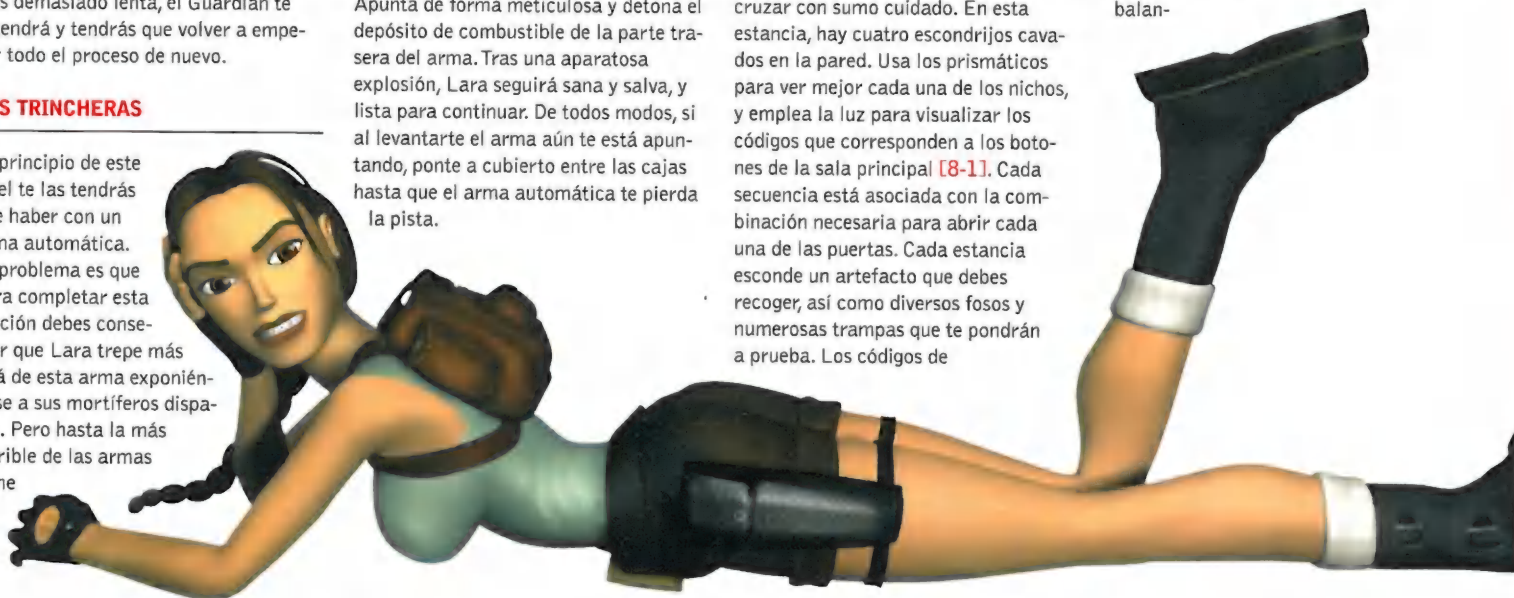 s demasiado lenta, el Guardián te
endrá y tendrás que volver a empe-
todo el proceso de nuevo.
S TRINCHERAS
principio de este
el te las tendrás
e haber con un
na automática.
problema es que
ra completar esta
ción debes conse-
r que Lara trepe más
á de esta arma exponién-
se a sus mortíferos dispa-
. Pero hasta la más
rible de las armas
ne
Apunta de forma meticulosa y detona el
depósito de combustible de la parte tra-
sera del arma. Tras una aparatosa
explosión, Lara seguirá sana y salva, y
lista para continuar. De todos modos, si
al levantarte el arma aún te está apun-
tando, ponte a cubierto entre las cajas
hasta que el arma automática te pierda
la pista.
cruzar con sumo cuidado. En esta
estancia, hay cuatro escondrijos cava-
dos en la pared. Usa los prismáticos
para ver mejor cada una de los nichos,
y emplea la luz para visualizar los
códigos que corresponden a los boto-
nes de la sala principal [8-1]. Cada
secuencia está asociada con la com-
binación necesaria para abrir cada
una de las puertas. Cada estancia
esconde un artefacto que debes
recoger, así como diversos fosos y
numerosas trampas que te pondrán
a prueba. Los códigos de
balan-